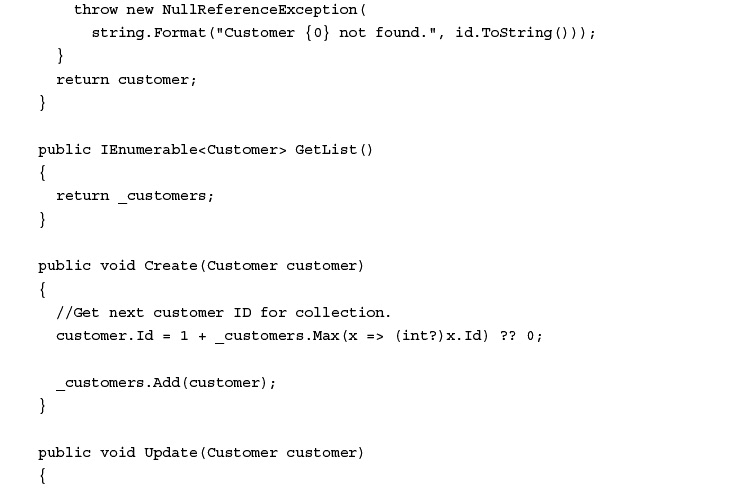 throw new NullReferenceException(
string.Format("Customer {0} not found.", id.ToString()));
}
return customer;
}
public IEnumerable<Customer> GetList()
{
return _customers;
}
public void Create(Customer customer)
{
//Get next customer ID for collection.
customer.Id = 1 + _customers.Max(x => (int?)x.Id) ?? 0;
_customers.Add(customer);
}
public void Update(Customer customer)
{